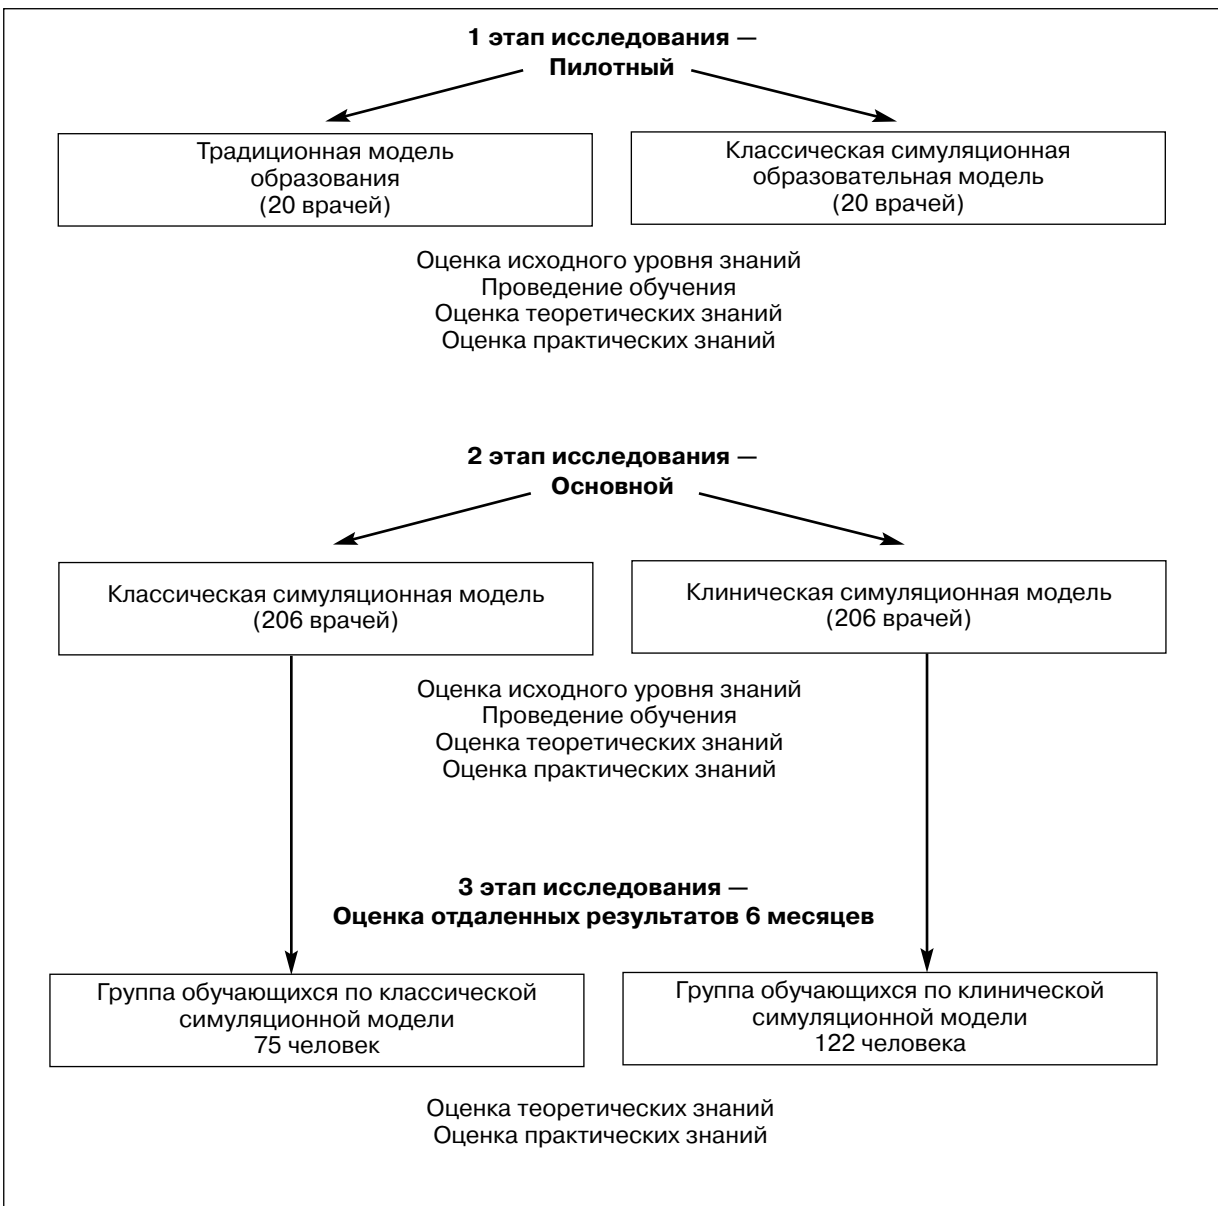 1 этап исследования —
Пилотный
Традиционная модель
образования
(20 врачей)
Классическая симуляционная
образовательная модель
(20 врачей)
Оценка исходного уровня знаний
Проведение обучения
Оценка теоретических знаний
Оценка практических знаний
2 этап исследования —
Основной
Классическая симуляционная модель
(206 врачей)
Клиническая симуляционная модель
(206 врачей)
Оценка исходного уровня знаний
Проведение обучения
Оценка теоретических знаний
Оценка практических знаний
3 этап исследования —
Оценка отдаленных результатов 6 месяцев
Группа обучающихся по классической
симуляционной модели
75 человек
Группа обучающихся по клинической
симуляционной модели
122 человека
Оценка теоретических знаний
Оценка практических знаний